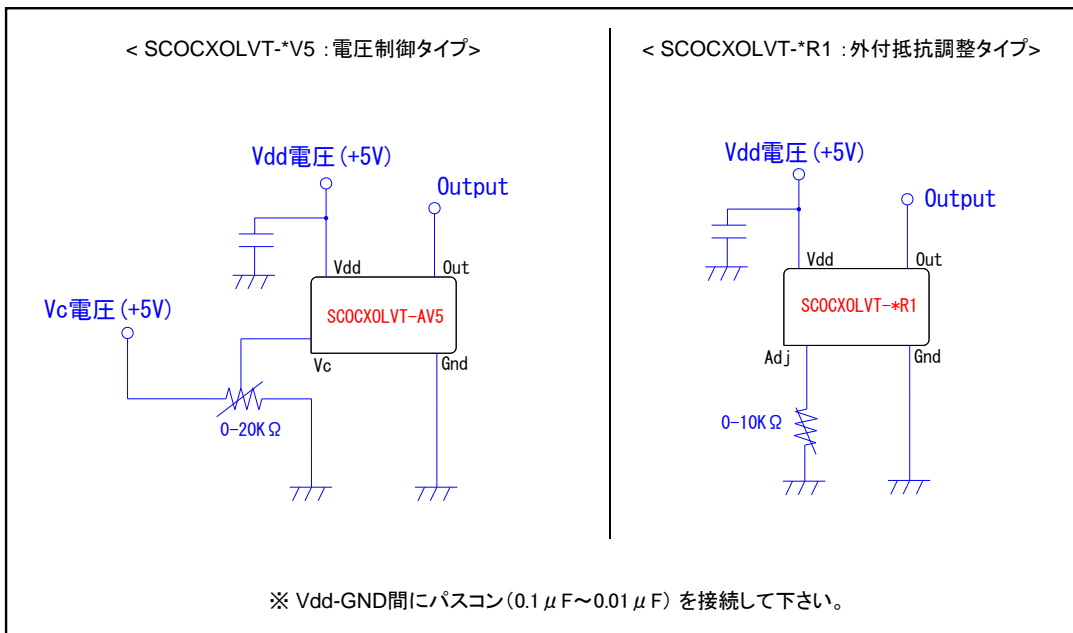 < SCOCXOLVT-*V5 : 電圧制御タイプ>
Vdd電圧(+5V)
Output
Vdd
Out
Vc電圧(+5V)
SCOCXOLVT-AV5
Vc
Gnd
0-20KΩ
< SCOCXOLVT-*R1 : 外付抵抗調整タイプ>
Vdd電圧(+5V)
Output
Vdd
Out
SCOCXOLVT-*R1
Adj
Gnd
0-10KΩ
※ Vdd-GND間にパスコン(0.1μF～0.01μF) を接続して下さい。